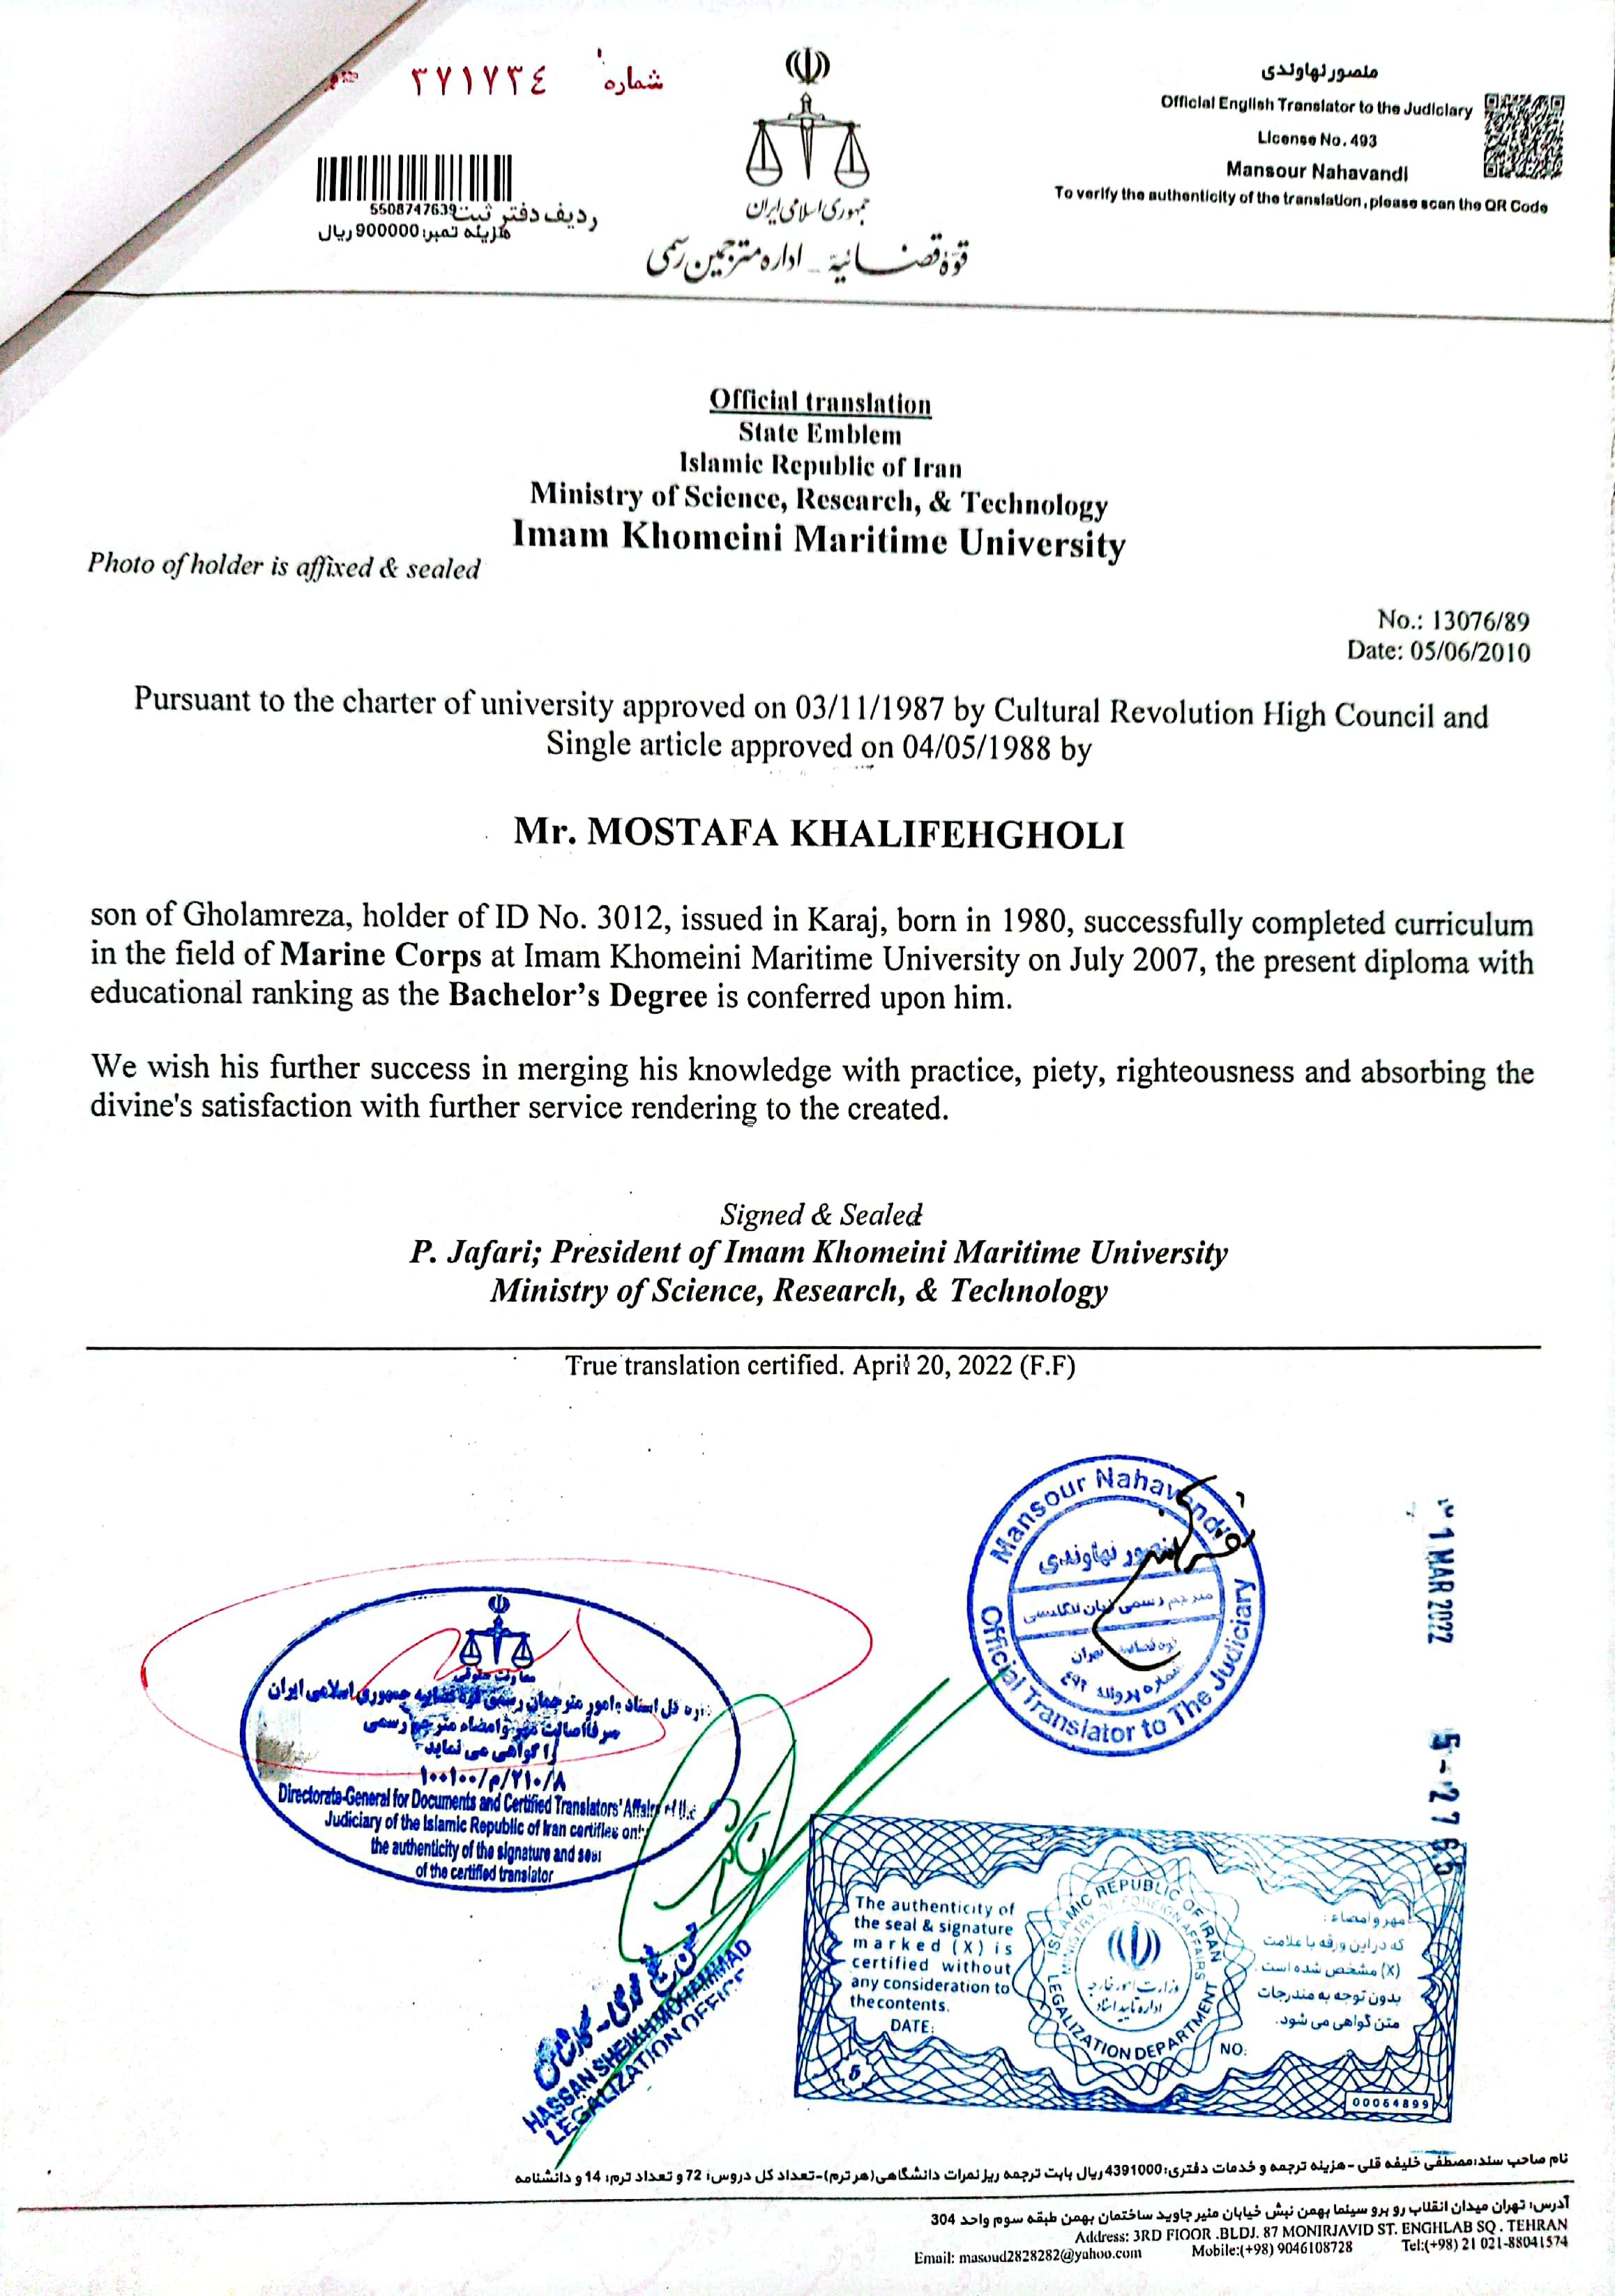 شماره ۳۷۱۷۳٤
ردیف دفتر ثبت 5508747639
هزینه تمبر: 900000 ریال
جمهوری اسلامی ایران
قوّۀ قضائیّه - اداره مترجمین رسمی
منصور نهاوندی
Official English Translator to the Judiciary
License No. 493
Mansour Nahavandi
To verify the authenticity of the translation, please scan the QR Code
Official translation
State Emblem
Islamic Republic of Iran
Ministry of Science, Research, & Technology
Imam Khomeini Maritime University
Photo of holder is affixed & sealed
No.: 13076/89
Date: 05/06/2010
Pursuant to the charter of university approved on 03/11/1987 by Cultural Revolution High Council and
Single article approved on 04/05/1988 by
Mr. MOSTAFA KHALIFEHGHOLI
son of Gholamreza, holder of ID No. 3012, issued in Karaj, born in 1980, successfully completed curriculum
in the field of Marine Corps at Imam Khomeini Maritime University on July 2007, the present diploma with
educational ranking as the Bachelor's Degree is conferred upon him.
We wish his further success in merging his knowledge with practice, piety, righteousness and absorbing the
divine's satisfaction with further service rendering to the created.
Signed & Sealed
P. Jafari; President of Imam Khomeini Maritime University
Ministry of Science, Research, & Technology
True translation certified. April 20, 2022 (F.F)
Mansour Nahavandi
منصور نهاوندی
مترجم رسمی زبان انگلیسی
قوه قضائیه تهران
شماره پروانه ٤٩٣
Official Translator to The Judiciary
1 MAR 2022
5-2765
معاونت حقوقی
اداره کل اسناد و امور مترجمان رسمی قوه قضاییه جمهوری اسلامی ایران
صرفاً اصالت مهر و امضاء مترجم رسمی
را گواهی می نماید-
۱۰۰۱۰۰/م/۲۱۰/۸
Directorate-General for Documents and Certified Translators' Affairs of the
Judiciary of the Islamic Republic of Iran certifies only
the authenticity of the signature and seal
of the certified translator
HASSAN SHEIKH MOHAMMAD
LEGALIZATION OFFICE
The authenticity of
the seal & signature
marked (X) is
certified without
any consideration to
thecontents.
DATE:
ISLAMIC REPUBLIC OF IRAN
MINISTRY OF FOREIGN AFFAIRS
وزارت امور خارجه
اداره تایید اسناد
LEGALIZATION DEPARTMENT
مهر و امضاء :
که در این ورقه با علامت
(X) مشخص شده است
بدون توجه به مندرجات
متن گواهی می شود.
NO:
00064899
نام صاحب سند: مصطفی خلیفه قلی - هزینه ترجمه و خدمات دفتری: 4391000 ریال بابت ترجمه ریز نمرات دانشگاهی(هر ترم)-تعداد کل دروس: 72 و تعداد ترم: 14 و دانشنامه
آدرس: تهران میدان انقلاب رو برو سینما بهمن نبش خیابان منیر جاوید ساختمان بهمن طبقه سوم واحد 304
Address: 3RD FlOOR .BLDJ. 87 MONIRJAVID ST. ENGHLAB SQ . TEHRAN
Email: masoud2828282@yahoo.com Mobile:(+98) 9046108728 Tel:(+98) 21 021-88041574